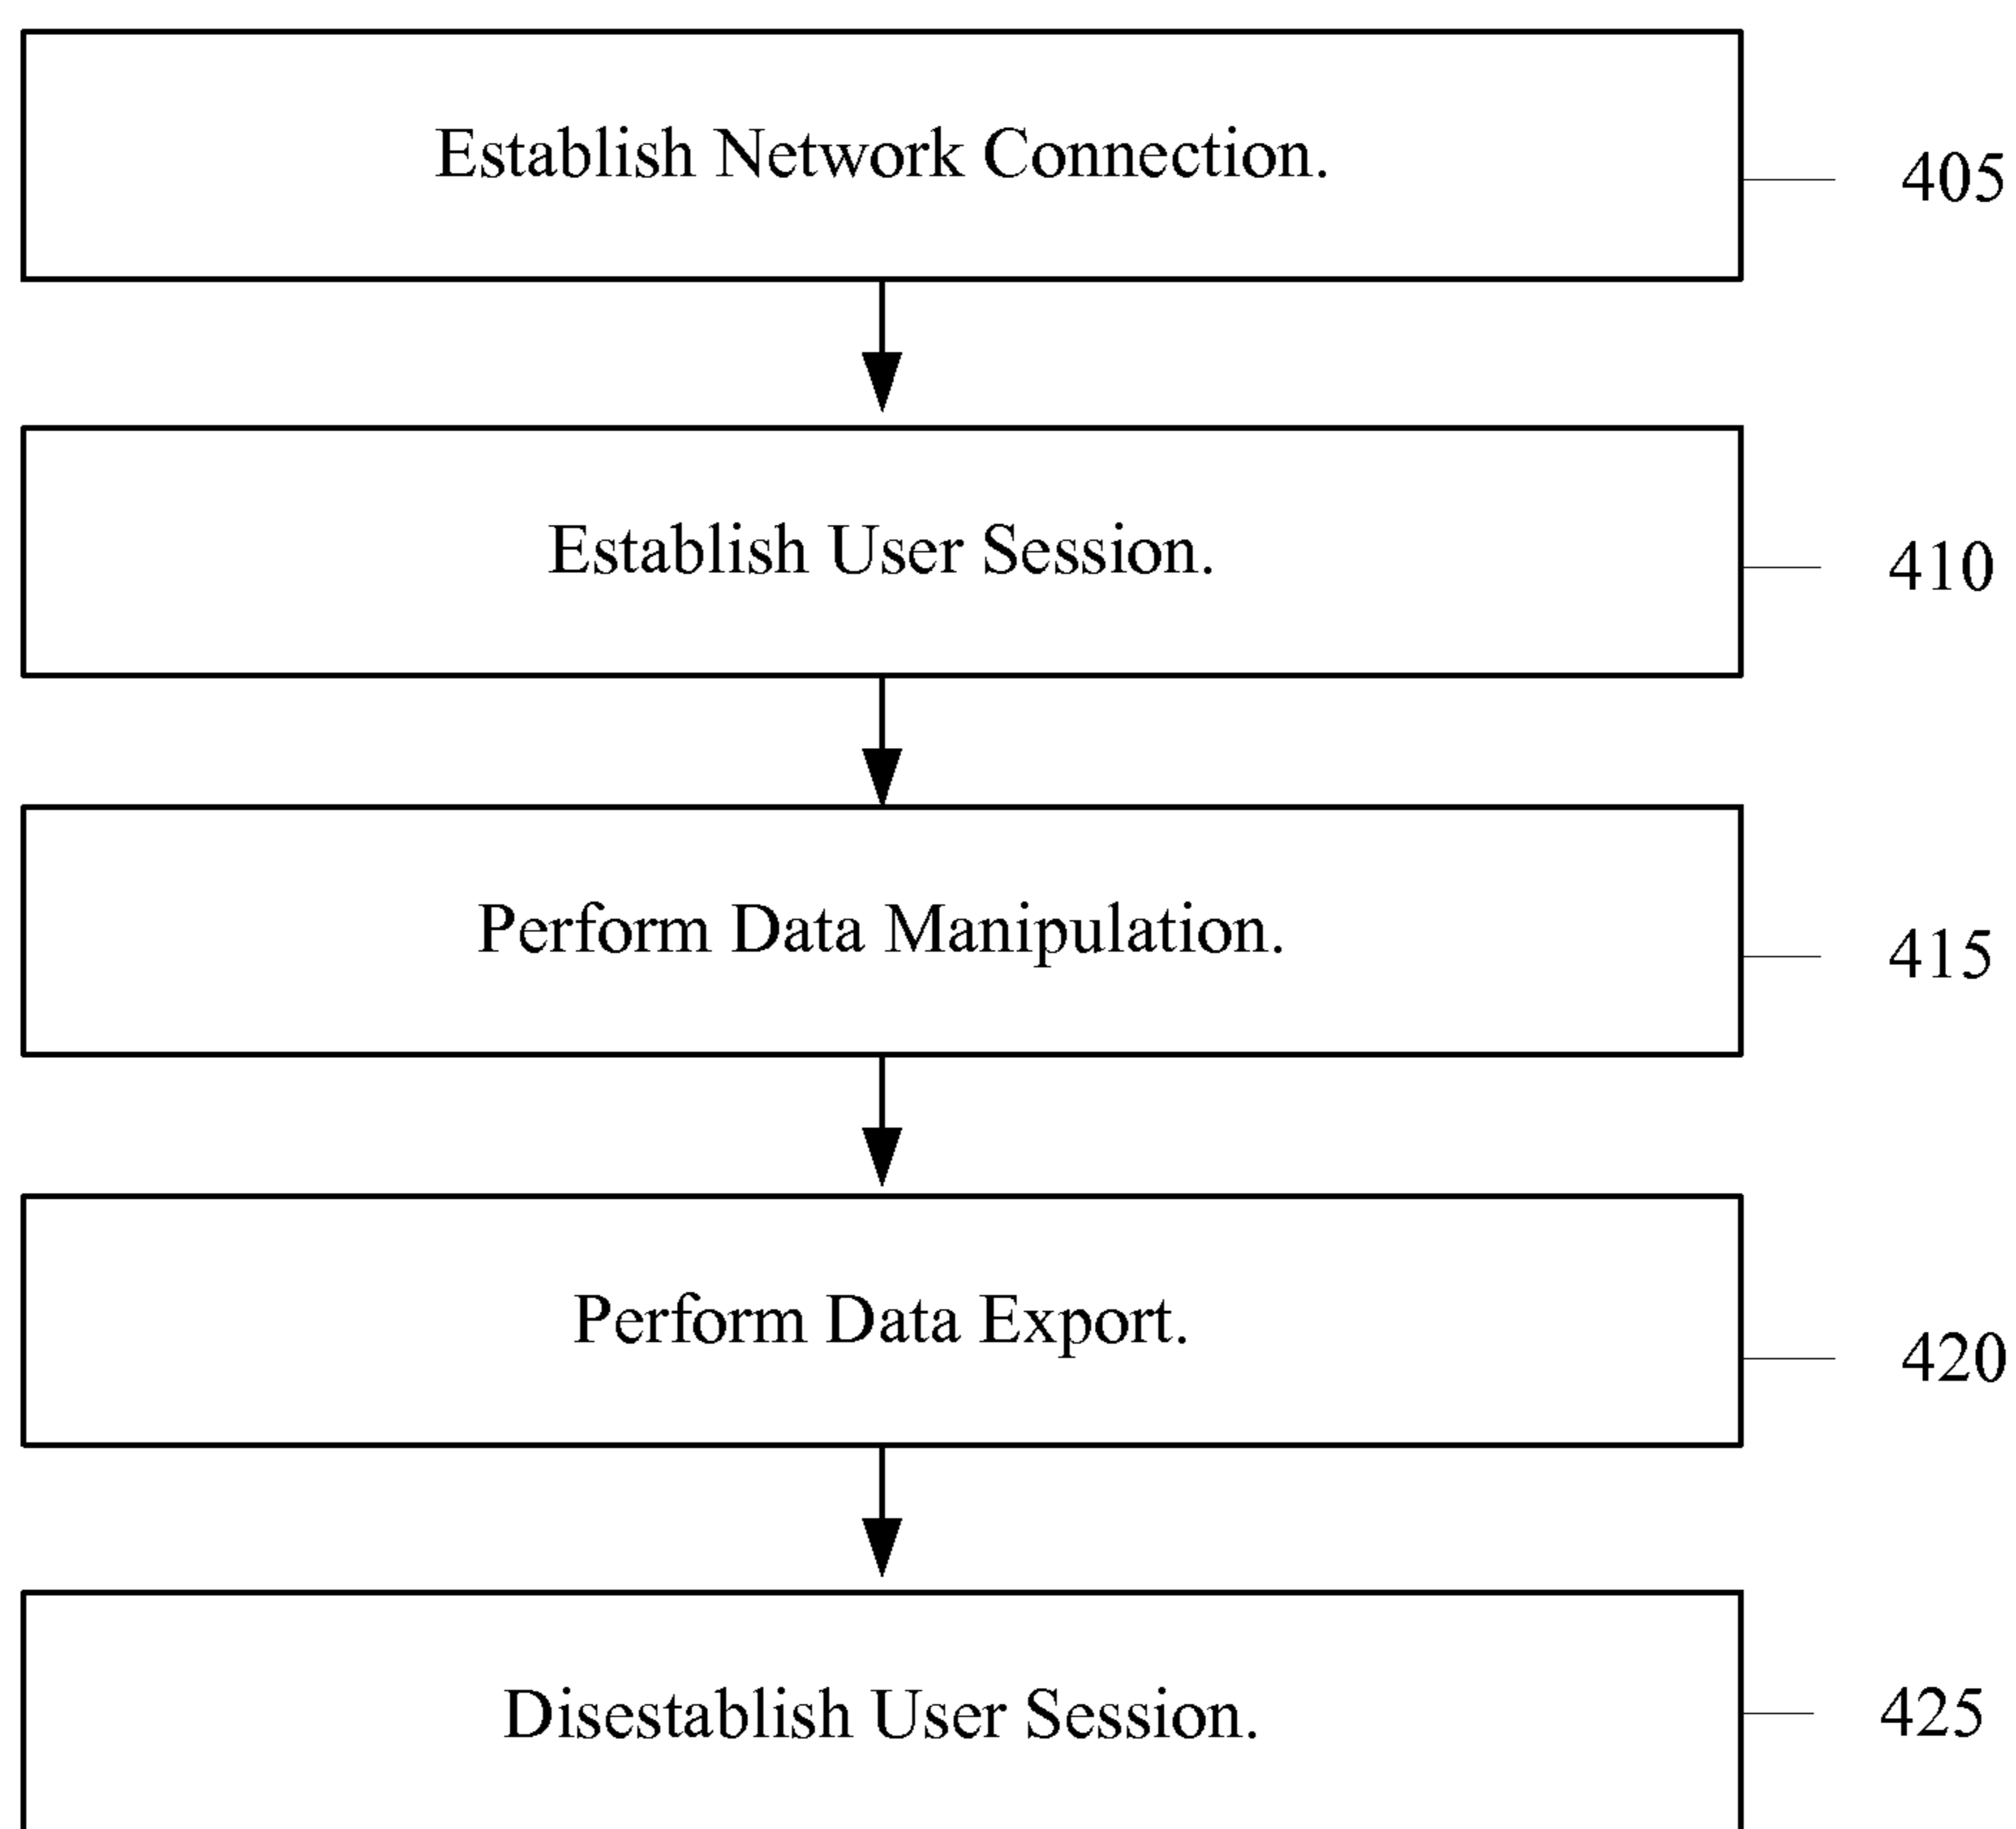 Establish Network Connection.
405
Establish User Session.
410
Perform Data Manipulation.
415
Perform Data Export.
420
Disestablish User Session.
425